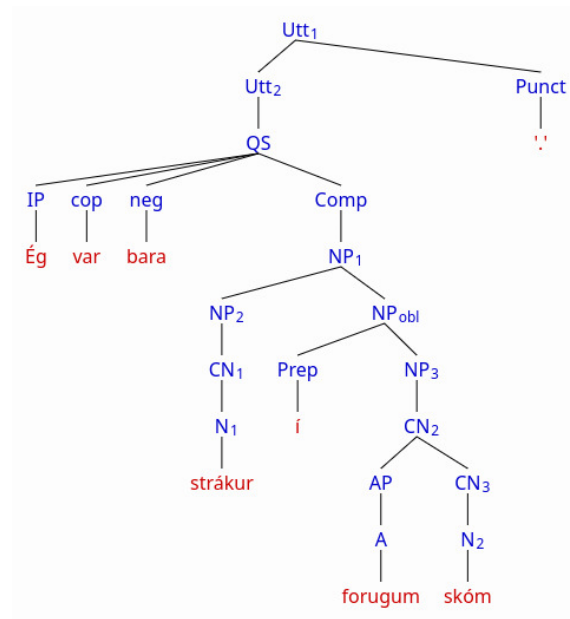 Utt₁
Utt₂ Punct
QS '.'
IP cop neg Comp
Ég var bara NP₁
NP₂ NPobl
CN₁ Prep NP₃
N₁ í CN₂
strákur AP CN₃
A N₂
forugum skóm